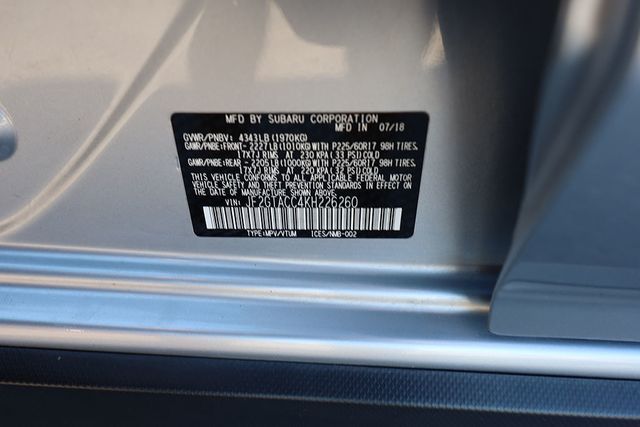 MFD BY SUBARU CORPORATION
MFD IN 07/18
GVWR/PNBV: 4343LB (1970KG)
GAWR/PNBE: FRONT - 2227LB (1010KG) WITH P225/60R17 98H TIRES,
17X7J RIMS AT 230 KPA (33 PSI) COLD
GAWR/PNBE: REAR - 2205LB (1000KG) WITH P225/60R17 98H TIRES,
17X7J RIMS AT 220 KPA (32 PSI) COLD
THIS VEHICLE CONFORMS TO ALL APPLICABLE
U.S. FEDERAL MOTOR VEHICLE SAFETY, BUMPER, AND
THEFT PREVENTION STANDARDS IN EFFECT ON THE
DATE OF MANUFACTURE SHOWN ABOVE.
VIN: JF2GTACC4KH226260
TYPE: MPV/VTUM ICES/NMB-002